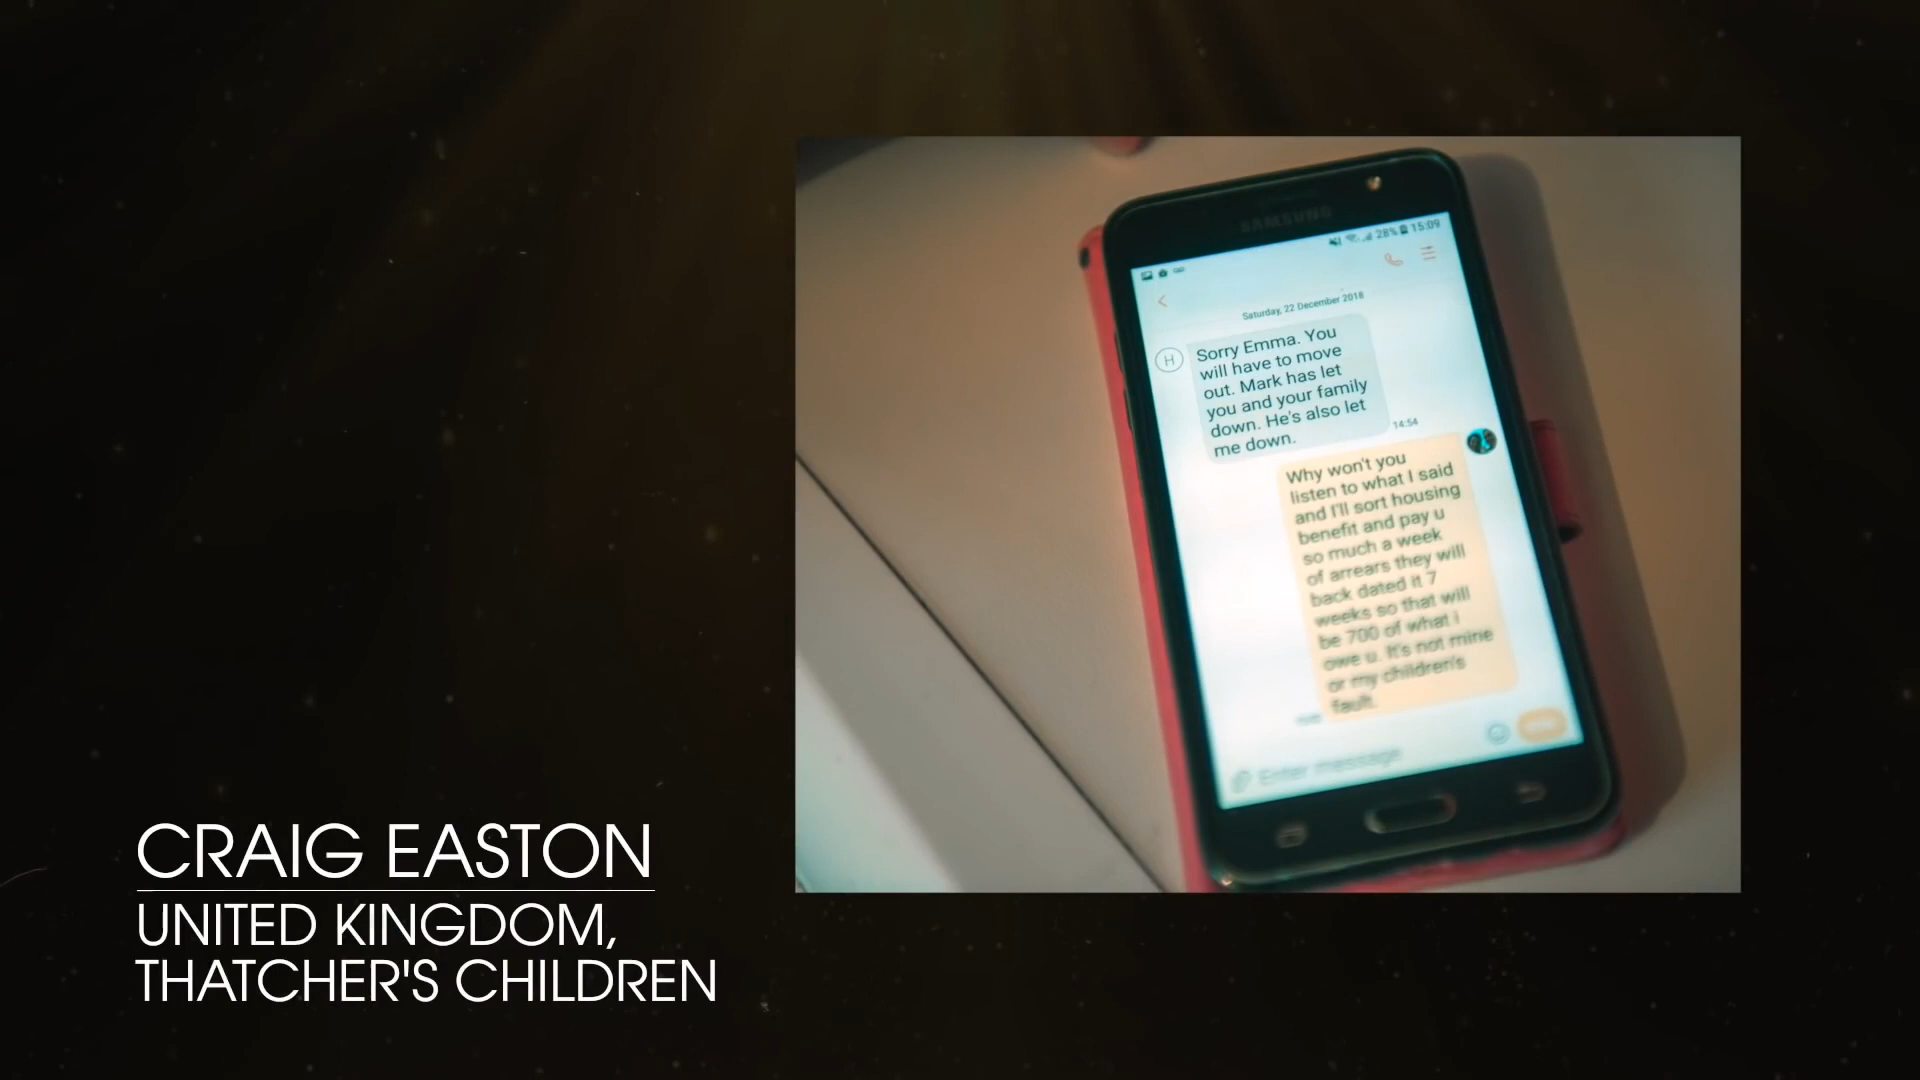 SAMSUNG
28% 15:09
Saturday, 22 December 2018
H
Sorry Emma. You
will have to move
out. Mark has let
you and your family
down. He's also let
me down.
14:54
Why won't you
listen to what I said
and I'll sort housing
benefit and pay u
so much a week
of arrears they will
back dated it 7
weeks so that will
be 700 of what i
owe u. It's not mine
or my children's
fault.
Enter message
CRAIG EASTON
UNITED KINGDOM,
THATCHER'S CHILDREN